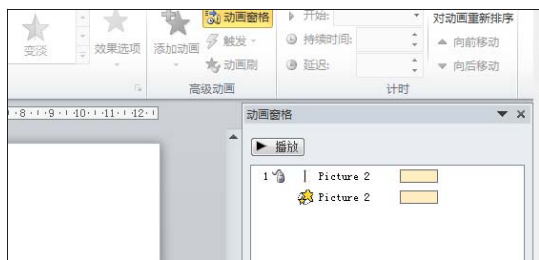 动画窗格 开始: 对动画重新排序
变淡 效果选项 添加动画 触发 持续时间: 向前移动
动画刷 延迟: 向后移动
高级动画 计时
·8·ı·9·ı·10·ı·11·ı·12·ı
动画窗格
播放
1 Picture 2
Picture 2